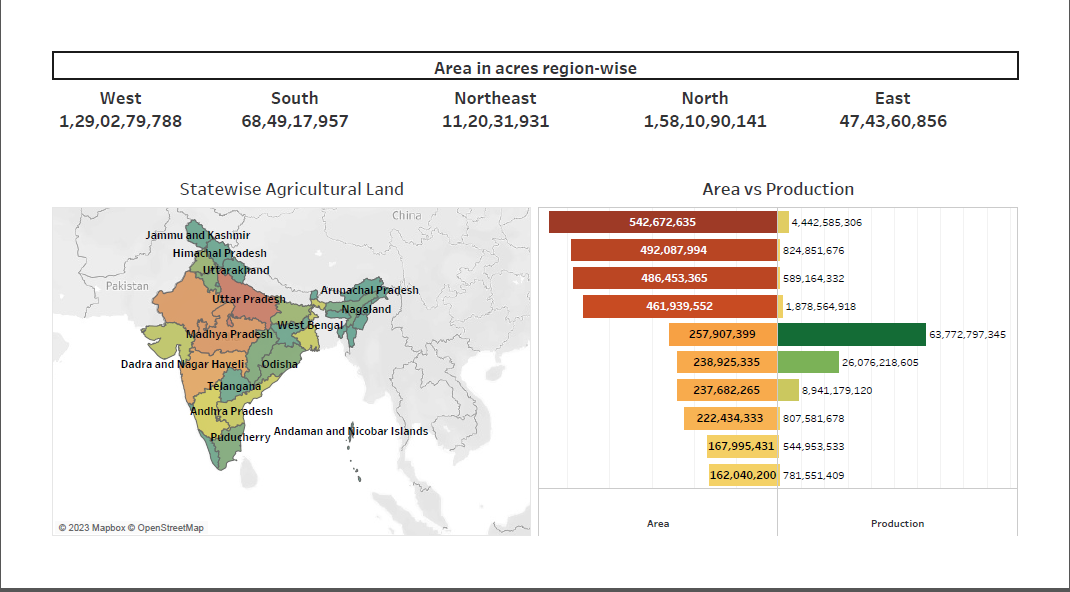 Area in acres region-wise
West South Northeast North East
1,29,02,79,788 68,49,17,957 11,20,31,931 1,58,10,90,141 47,43,60,856
Statewise Agricultural Land
China
Jammu and Kashmir
Himachal Pradesh
Uttarakhand
Pakistan
Arunachal Pradesh
Uttar Pradesh
Nagaland
West Bengal
Madhya Pradesh
Dadra and Nagar Haveli
Odisha
Telangana
Andhra Pradesh
Andaman and Nicobar Islands
Puducherry
© 2023 Mapbox © OpenStreetMap
Area vs Production
542,672,635 4,442,585,306
492,087,994 824,851,676
486,453,365 589,164,332
461,939,552 1,878,564,918
257,907,399 63,772,797,345
238,925,335 26,076,218,605
237,682,265 8,941,179,120
222,434,333 807,581,678
167,995,431 544,953,533
162,040,200 781,551,409
Area Production